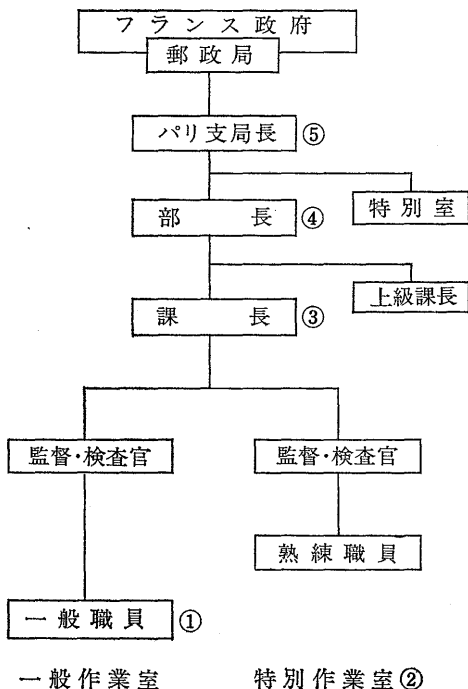 フランス政府
郵政局
パリ支局長 ⑤
特別室
部長 ④
上級課長
課長 ③
監督・検査官 監督・検査官
熟練職員
一般職員 ①
一般作業室 特別作業室 ②